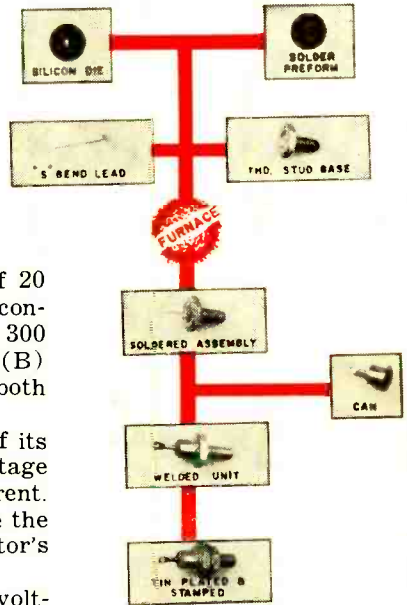 SILICON DIE
SOLDER
PREFORM
"S" BEND LEAD
THD. STUD BASE
FURNACE
SOLDERED ASSEMBLY
CAN
WELDED UNIT
TIN PLATED &
STAMPED
f 20
con-
300
(B)
both
f its
tage
rent.
e the
tor's
volt-